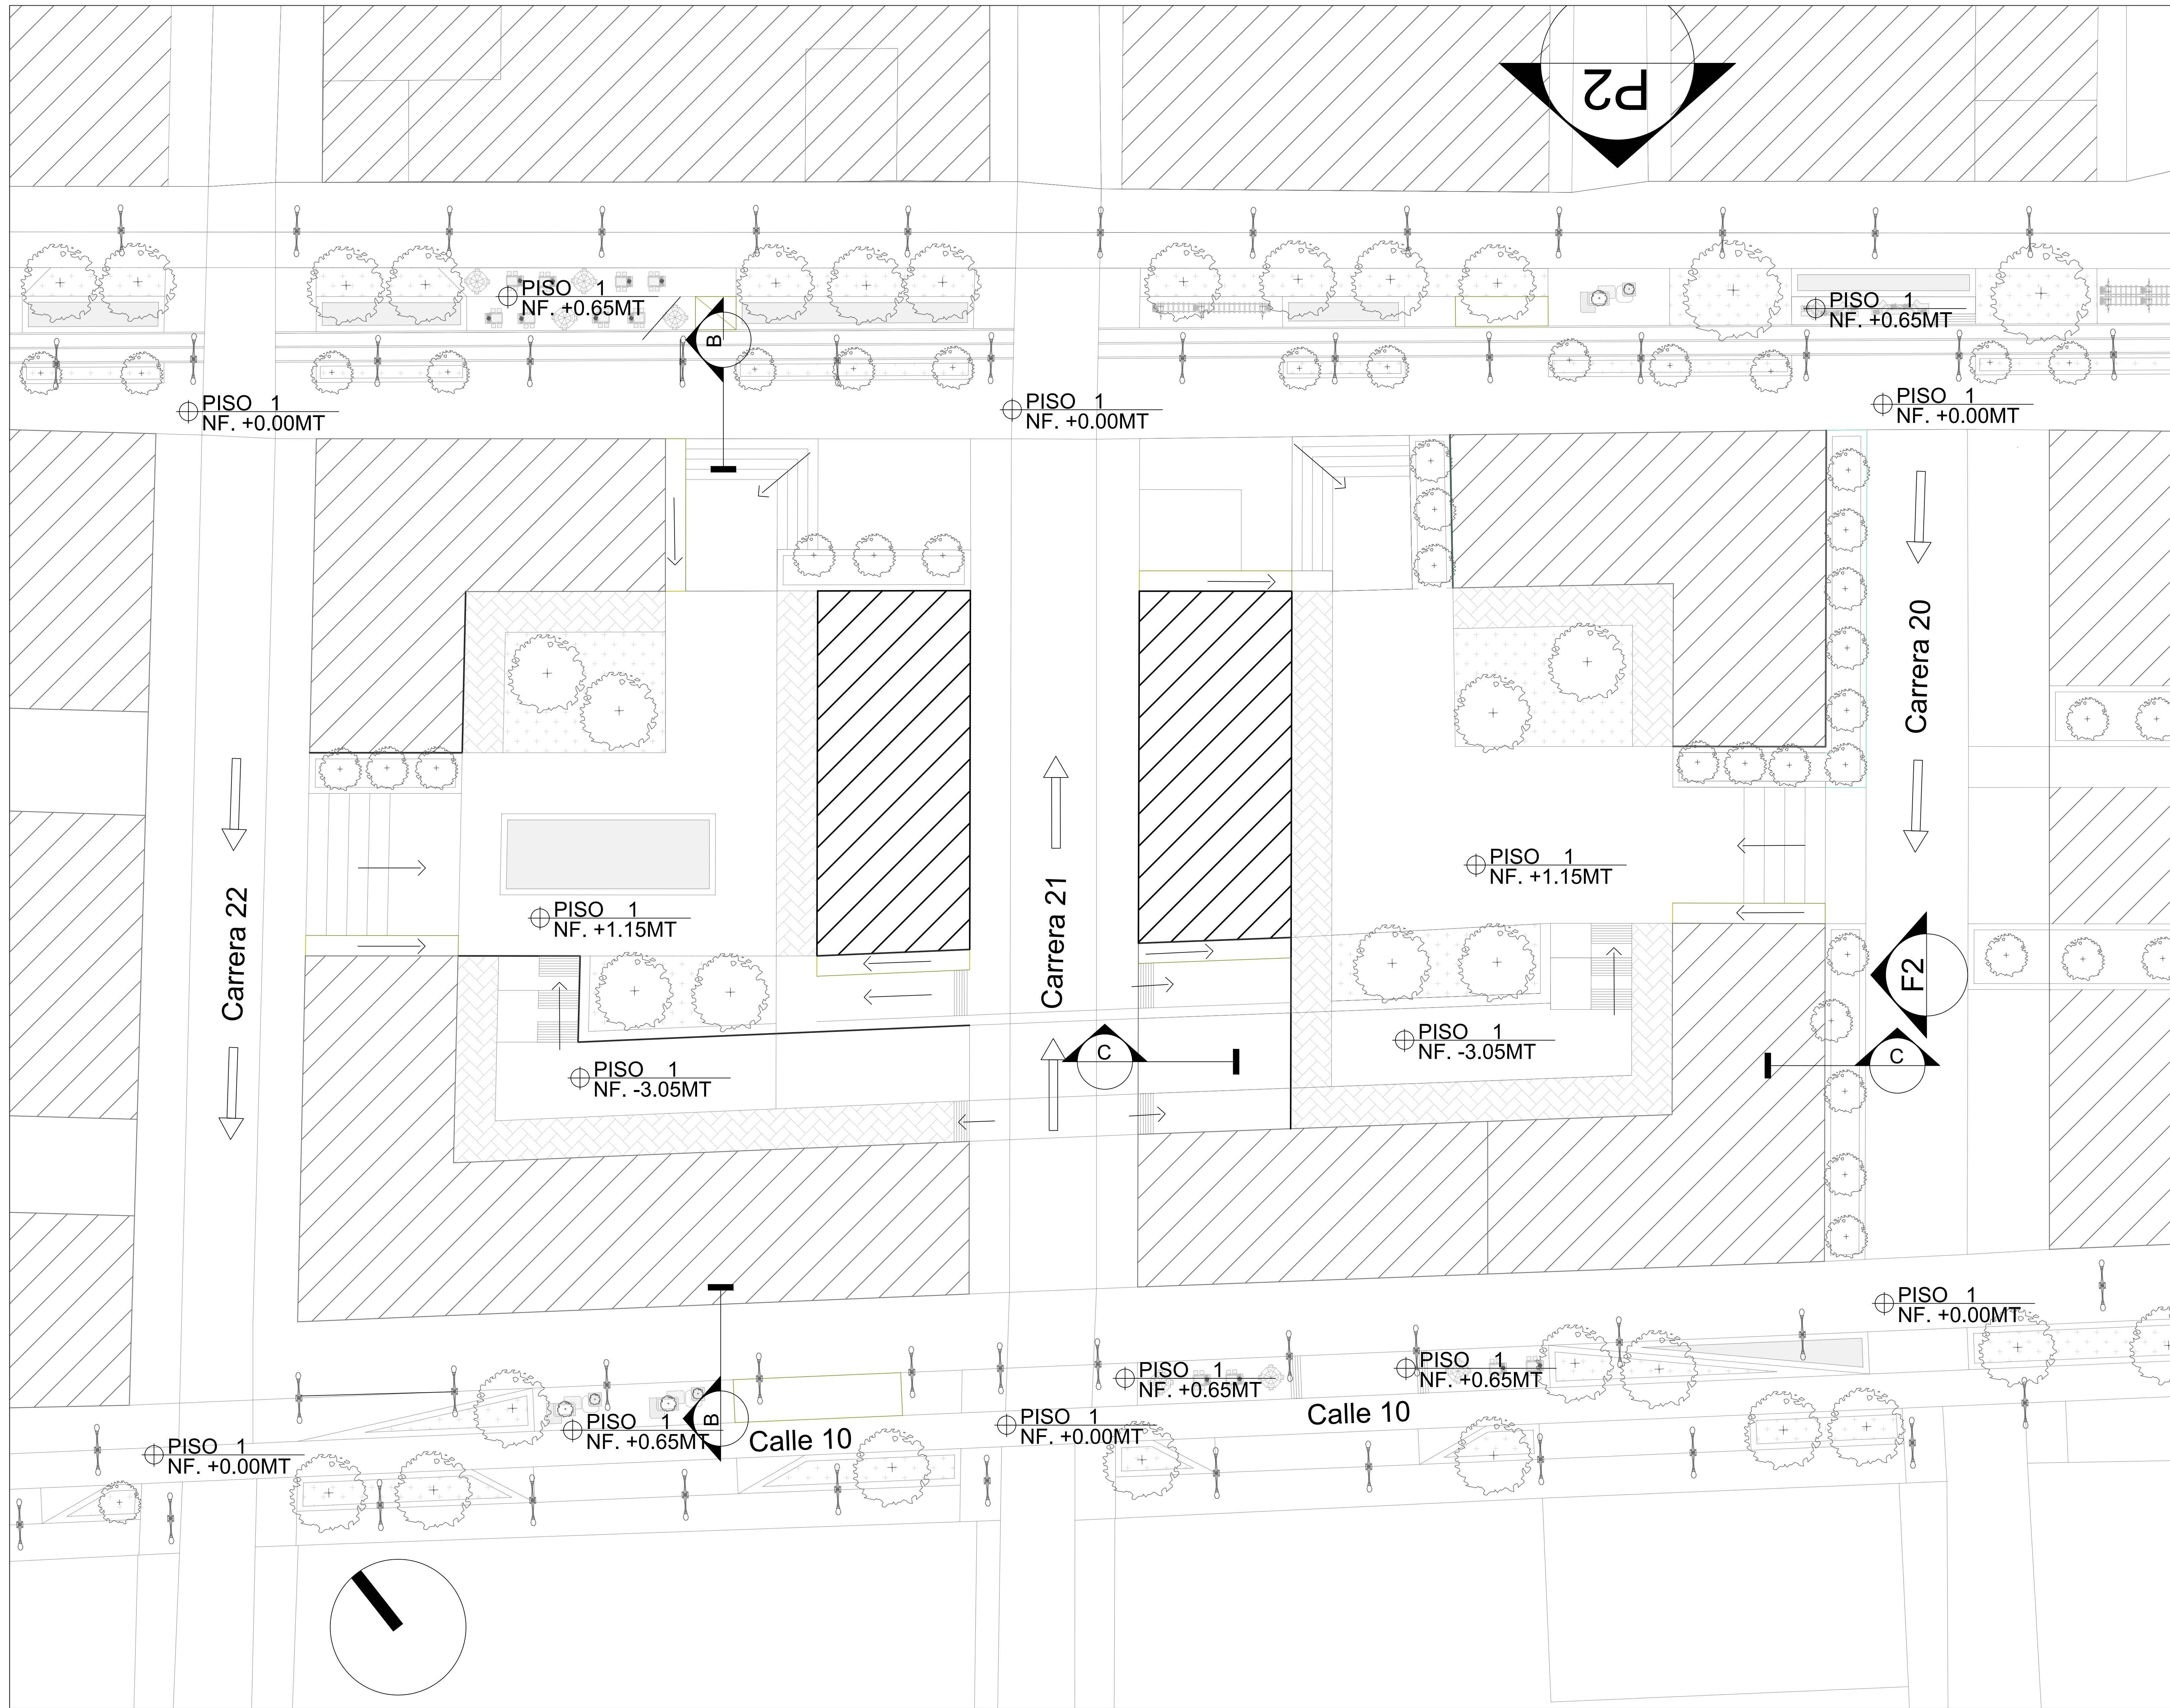 P2
PISO 1
NF. +0.65MT
PISO 1
NF. +0.65MT
B
PISO 1
NF. +0.00MT
PISO 1
NF. +0.00MT
PISO 1
NF. +0.00MT
Carrera 20
PISO 1
NF. +1.15MT
PISO 1
NF. +1.15MT
Carrera 22
Carrera 21
F2
PISO 1
NF. -3.05MT
PISO 1
NF. -3.05MT
C
C
PISO 1
NF. +0.00MT
PISO 1
NF. +0.65MT
PISO 1
NF. +0.65MT
PISO 1
NF. +0.65MT
B
Calle 10
PISO 1
NF. +0.00MT
Calle 10
PISO 1
NF. +0.00MT